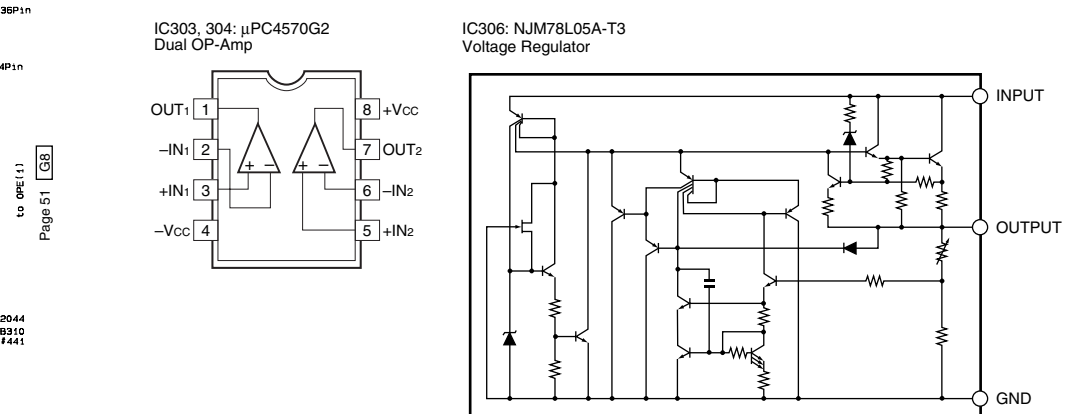 36Pin
4Pin
to OPE(1)
Page 51 G8
2044
B310
#441
IC303, 304: µPC4570G2
Dual OP-Amp
OUT1 1
–IN1 2
+IN1 3
–VCC 4
8 +VCC
7 OUT2
6 –IN2
5 +IN2
+ –
+ –
IC306: NJM78L05A-T3
Voltage Regulator
INPUT
OUTPUT
GND